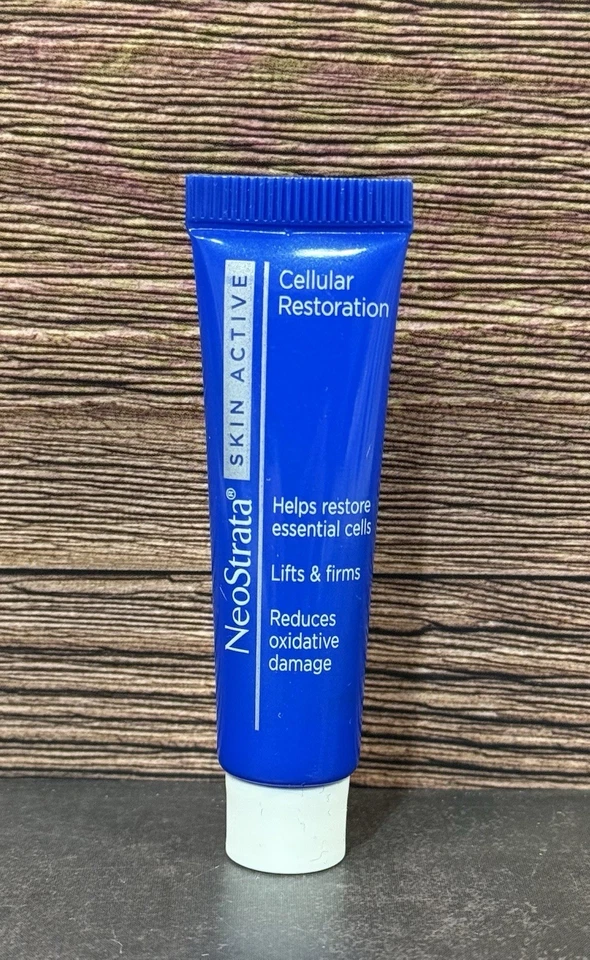 NeoStrata® SKIN ACTIVE
Cellular
Restoration
Helps restore
essential cells
Lifts & firms
Reduces
oxidative
damage